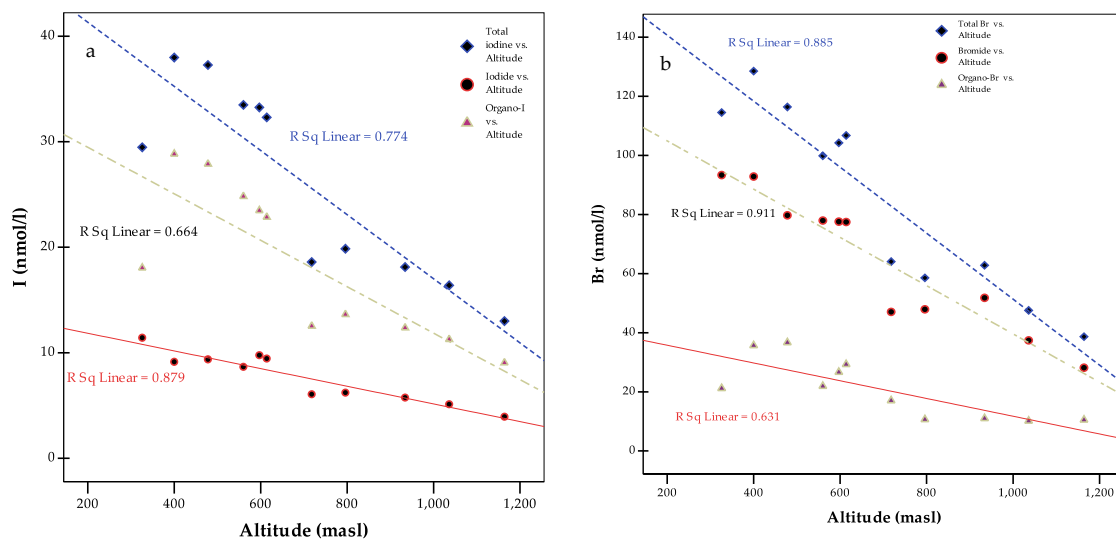 a
Total
iodine vs.
Altitude
Iodide vs.
Altitude
Organo-I
vs.
Altitude
R Sq Linear = 0.774
R Sq Linear = 0.664
R Sq Linear = 0.879
I (nmol/l)
40
30
20
10
0
200
400
600
800
1,000
1,200
Altitude (masl)
b
Total Br vs.
Altitude
Bromide vs.
Altitude
Organo-Br vs.
Altitude
R Sq Linear = 0.885
R Sq Linear = 0.911
R Sq Linear = 0.631
Br (nmol/l)
140
120
100
80
60
40
20
0
200
400
600
800
1,000
1,200
Altitude (masl)